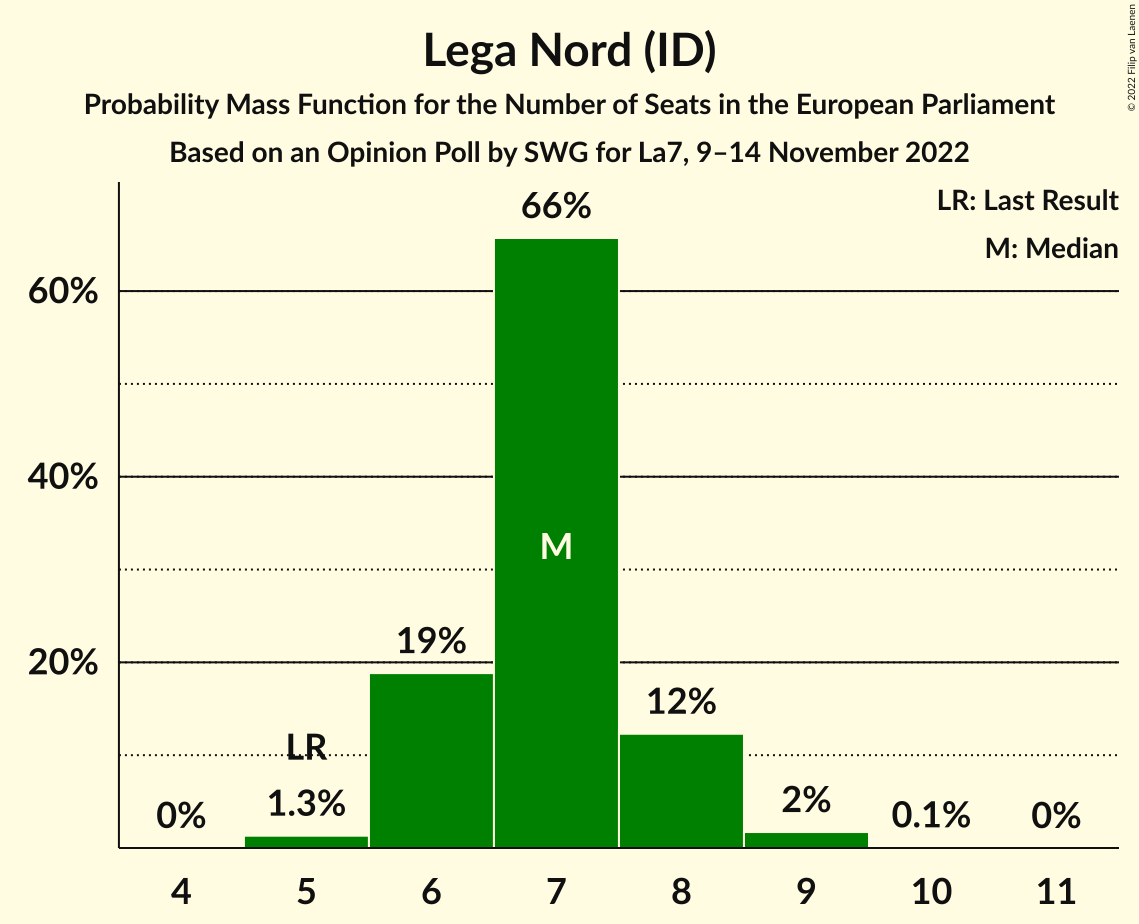 Lega Nord (ID)
Probability Mass Function for the Number of Seats in the European Parliament
Based on an Opinion Poll by SWG for La7, 9–14 November 2022
© 2022 Filip van Laenen
LR: Last Result
M: Median
66%
60%
40%
M
19%
20%
12%
LR
1.3%
0%
2%
0.1%
0%
4 5 6 7 8 9 10 11